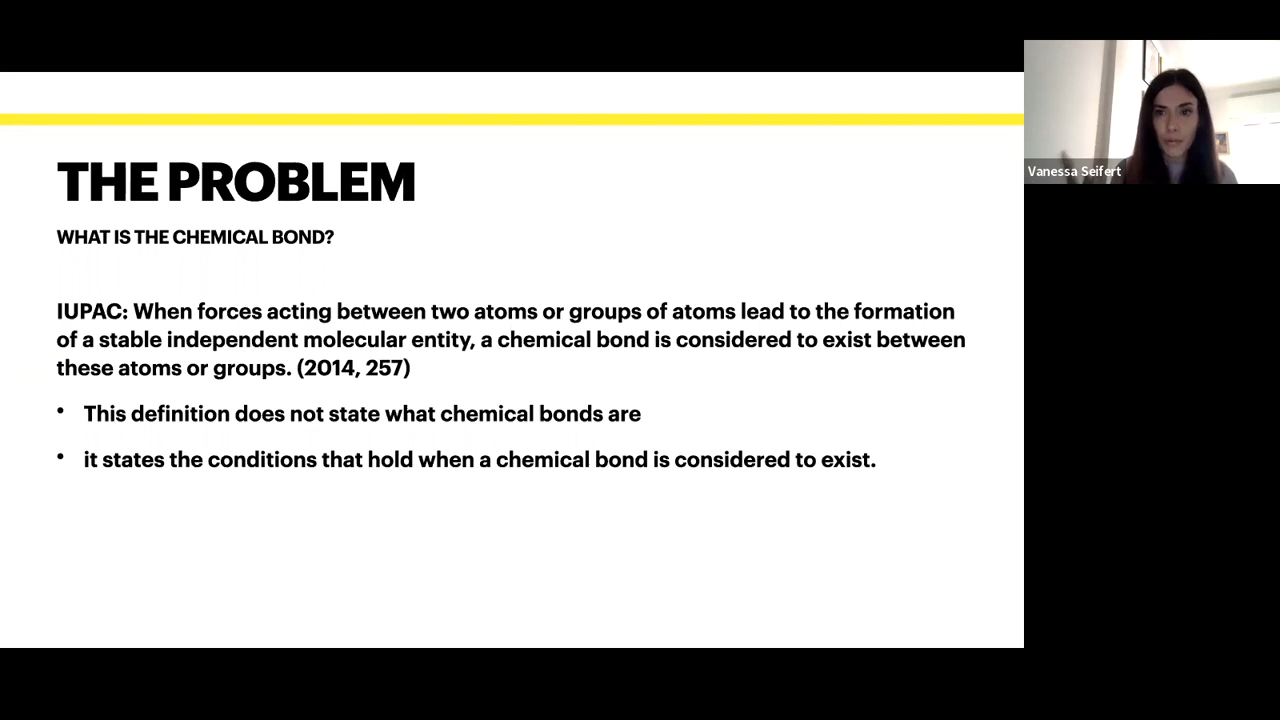 THE PROBLEM
WHAT IS THE CHEMICAL BOND?
IUPAC: When forces acting between two atoms or groups of atoms lead to the formation
of a stable independent molecular entity, a chemical bond is considered to exist between
these atoms or groups. (2014, 257)
• This definition does not state what chemical bonds are
• it states the conditions that hold when a chemical bond is considered to exist.
Vanessa Seifert